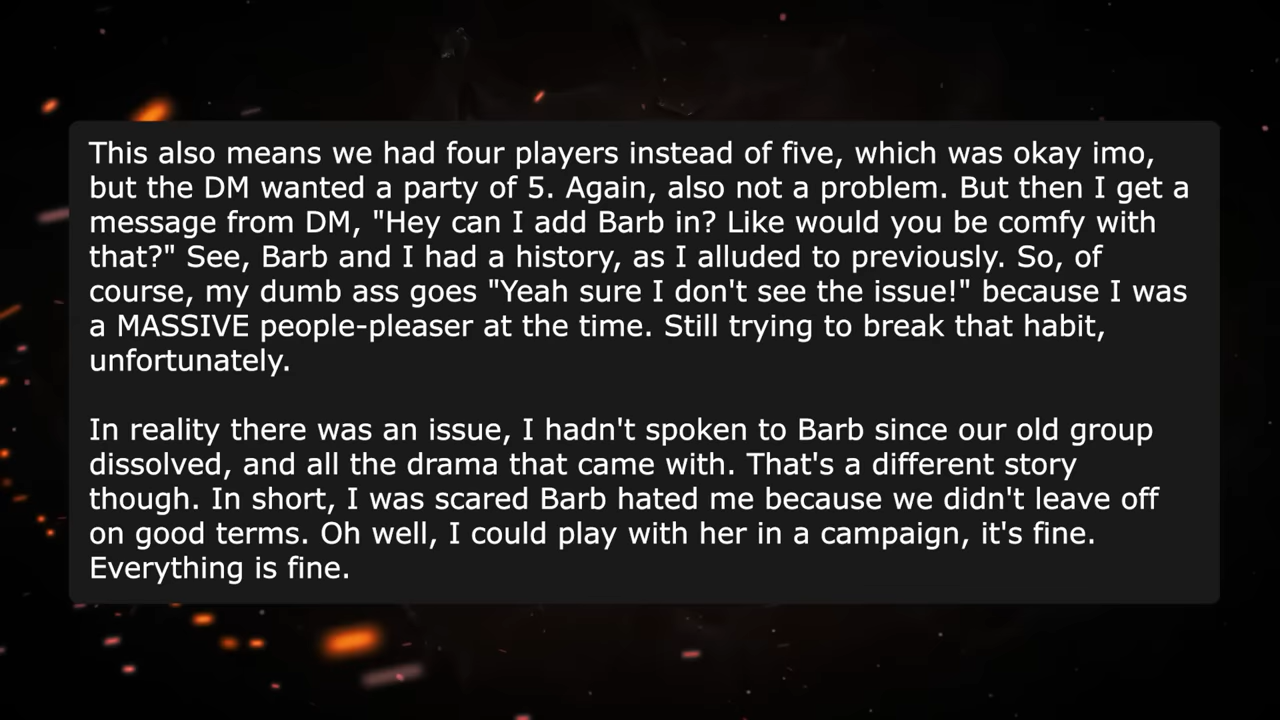 This also means we had four players instead of five, which was okay imo,
but the DM wanted a party of 5. Again, also not a problem. But then I get a
message from DM, "Hey can I add Barb in? Like would you be comfy with
that?" See, Barb and I had a history, as I alluded to previously. So, of
course, my dumb ass goes "Yeah sure I don't see the issue!" because I was
a MASSIVE people-pleaser at the time. Still trying to break that habit,
unfortunately.
In reality there was an issue, I hadn't spoken to Barb since our old group
dissolved, and all the drama that came with. That's a different story
though. In short, I was scared Barb hated me because we didn't leave off
on good terms. Oh well, I could play with her in a campaign, it's fine.
Everything is fine.